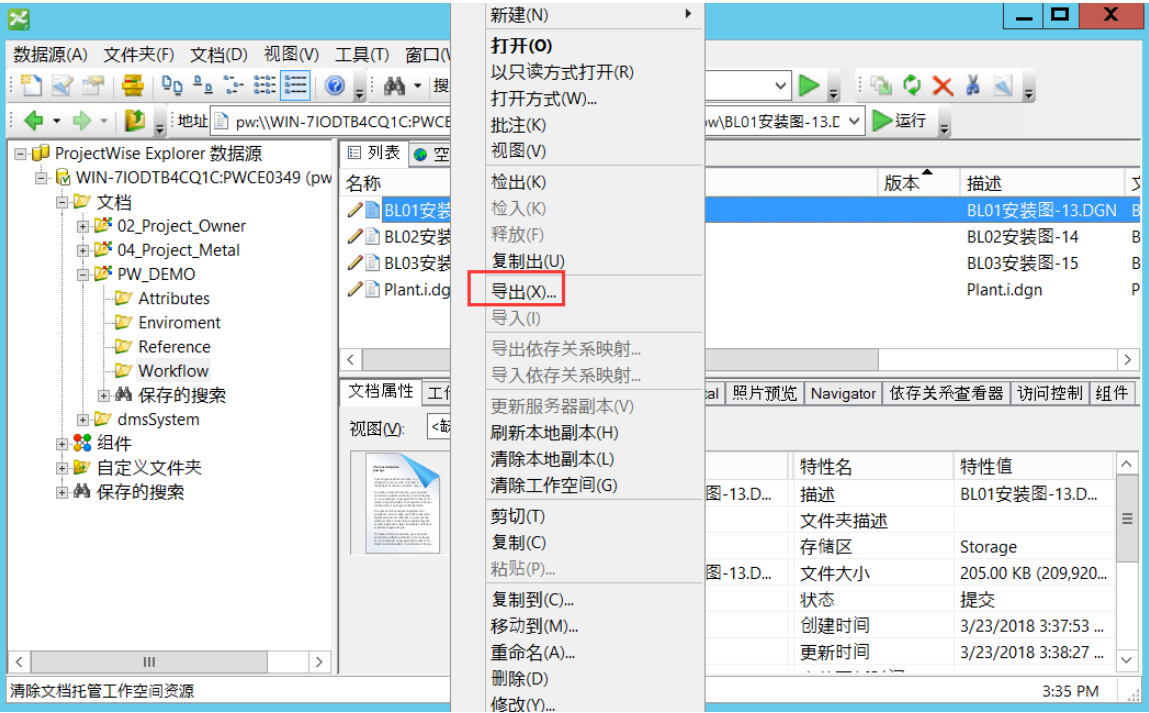 数据源(A) 文件夹(F) 文档(D) 视图(V) 工具(T) 窗口(
搜
地址 pw:\\WIN-7IODTB4CQ1C:PWCE
ow\BL01安装图-13.D 运行
ProjectWise Explorer 数据源
WIN-7IODTB4CQ1C:PWCE0349 (pw
文档
02_Project_Owner
04_Project_Metal
PW_DEMO
Attributes
Enviroment
Reference
Workflow
保存的搜索
dmsSystem
组件
自定义文件夹
保存的搜索
列表 空
名称 版本 描述
BL01安装 BL01安装图-13.DGN B
BL02安装 BL02安装图-14 B
BL03安装 BL03安装图-15 B
Plant.i.dg Plant.i.dgn P
新建(N)
打开(O)
以只读方式打开(R)
打开方式(W)...
批注(K)
视图(V)
检出(K)
检入(K)
释放(F)
复制出(U)
导出(X)...
导入(I)
导出依存关系映射...
导入依存关系映射...
更新服务器副本(V)
刷新本地副本(H)
清除本地副本(L)
清除工作空间(G)
剪切(T)
复制(C)
粘贴(P)...
复制到(C)...
移动到(M)...
重命名(A)...
删除(D)
修改(Y)...
文档属性 工作 tal 照片预览 Navigator 依存关系查看器 访问控制 组件
视图(V): <缺
特性名 特性值
图-13.D... 描述 BL01安装图-13.D...
文件夹描述
存储区 Storage
图-13.D... 文件大小 205.00 KB (209,920...
状态 提交
创建时间 3/23/2018 3:37:53 ...
更新时间 3/23/2018 3:38:27 ...
清除文档托管工作空间资源 3:35 PM